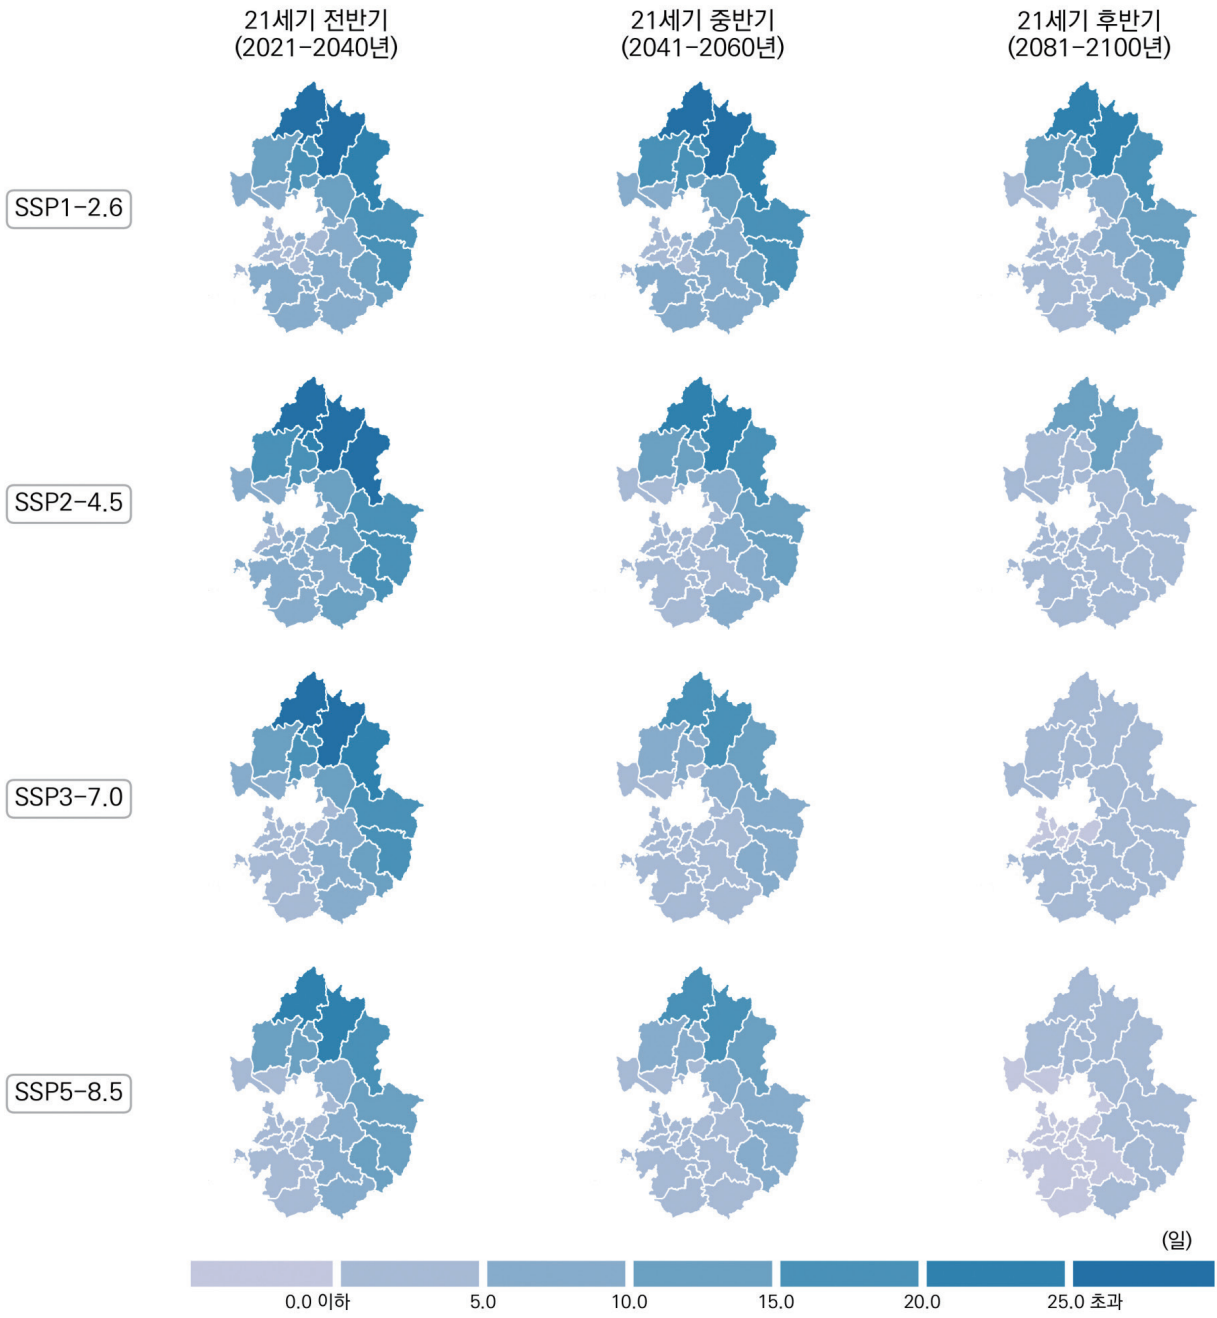 21세기 전반기
(2021-2040년)
21세기 중반기
(2041-2060년)
21세기 후반기
(2081-2100년)
SSP1-2.6
SSP2-4.5
SSP3-7.0
SSP5-8.5
(일)
0.0 이하
5.0
10.0
15.0
20.0
25.0 초과